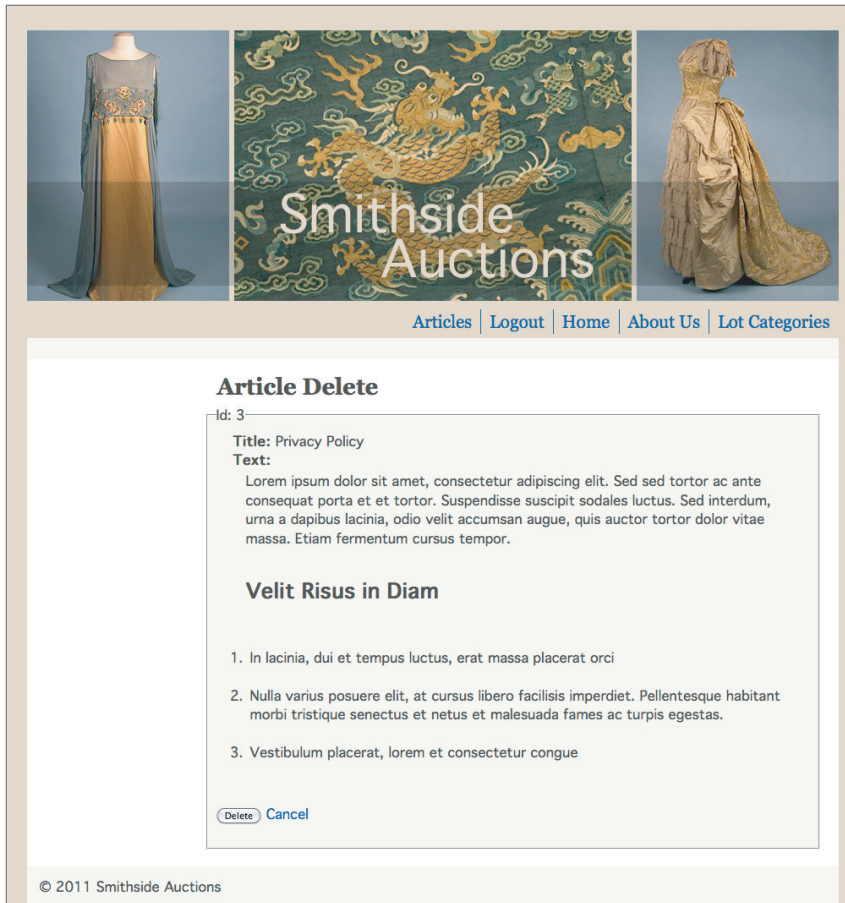 Smithside
Auctions
Articles Logout Home About Us Lot Categories
Article Delete
Id: 3
Title: Privacy Policy
Text:
Lorem ipsum dolor sit amet, consectetur adipiscing elit. Sed sed tortor ac ante
consequat porta et et tortor. Suspendisse suscipit sodales luctus. Sed interdum,
urna a dapibus lacinia, odio velit accumsan augue, quis auctor tortor dolor vitae
massa. Etiam fermentum cursus tempor.
Velit Risus in Diam
1. In lacinia, dui et tempus luctus, erat massa placerat orci
2. Nulla varius posuere elit, at cursus libero facilisis imperdiet. Pellentesque habitant
morbi tristique senectus et netus et malesuada fames ac turpis egestas.
3. Vestibulum placerat, lorem et consectetur congue
Delete Cancel
© 2011 Smithside Auctions